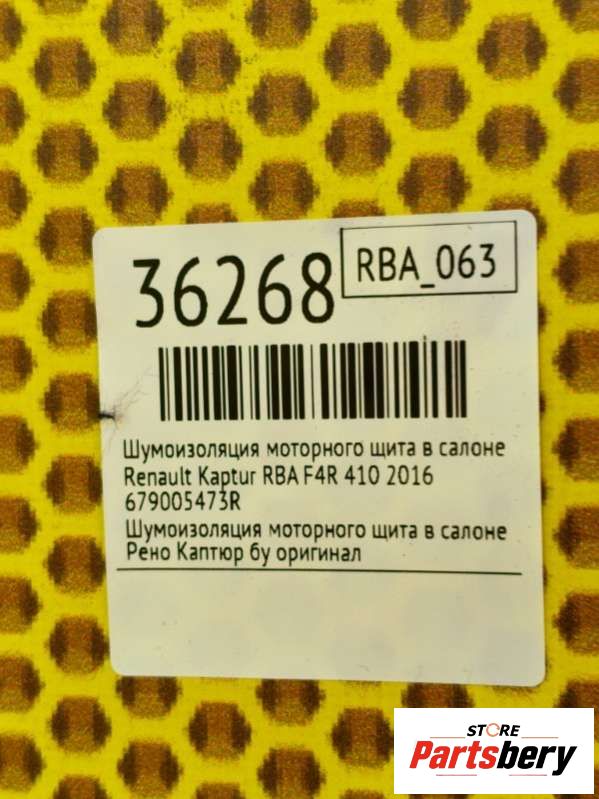 36268
RBA_063
Шумоизоляция моторного щита в салоне
Renault Kaptur RBA F4R 410 2016
679005473R
Шумоизоляция моторного щита в салоне
Рено Каптюр бу оригинал
STORE
Partsbery